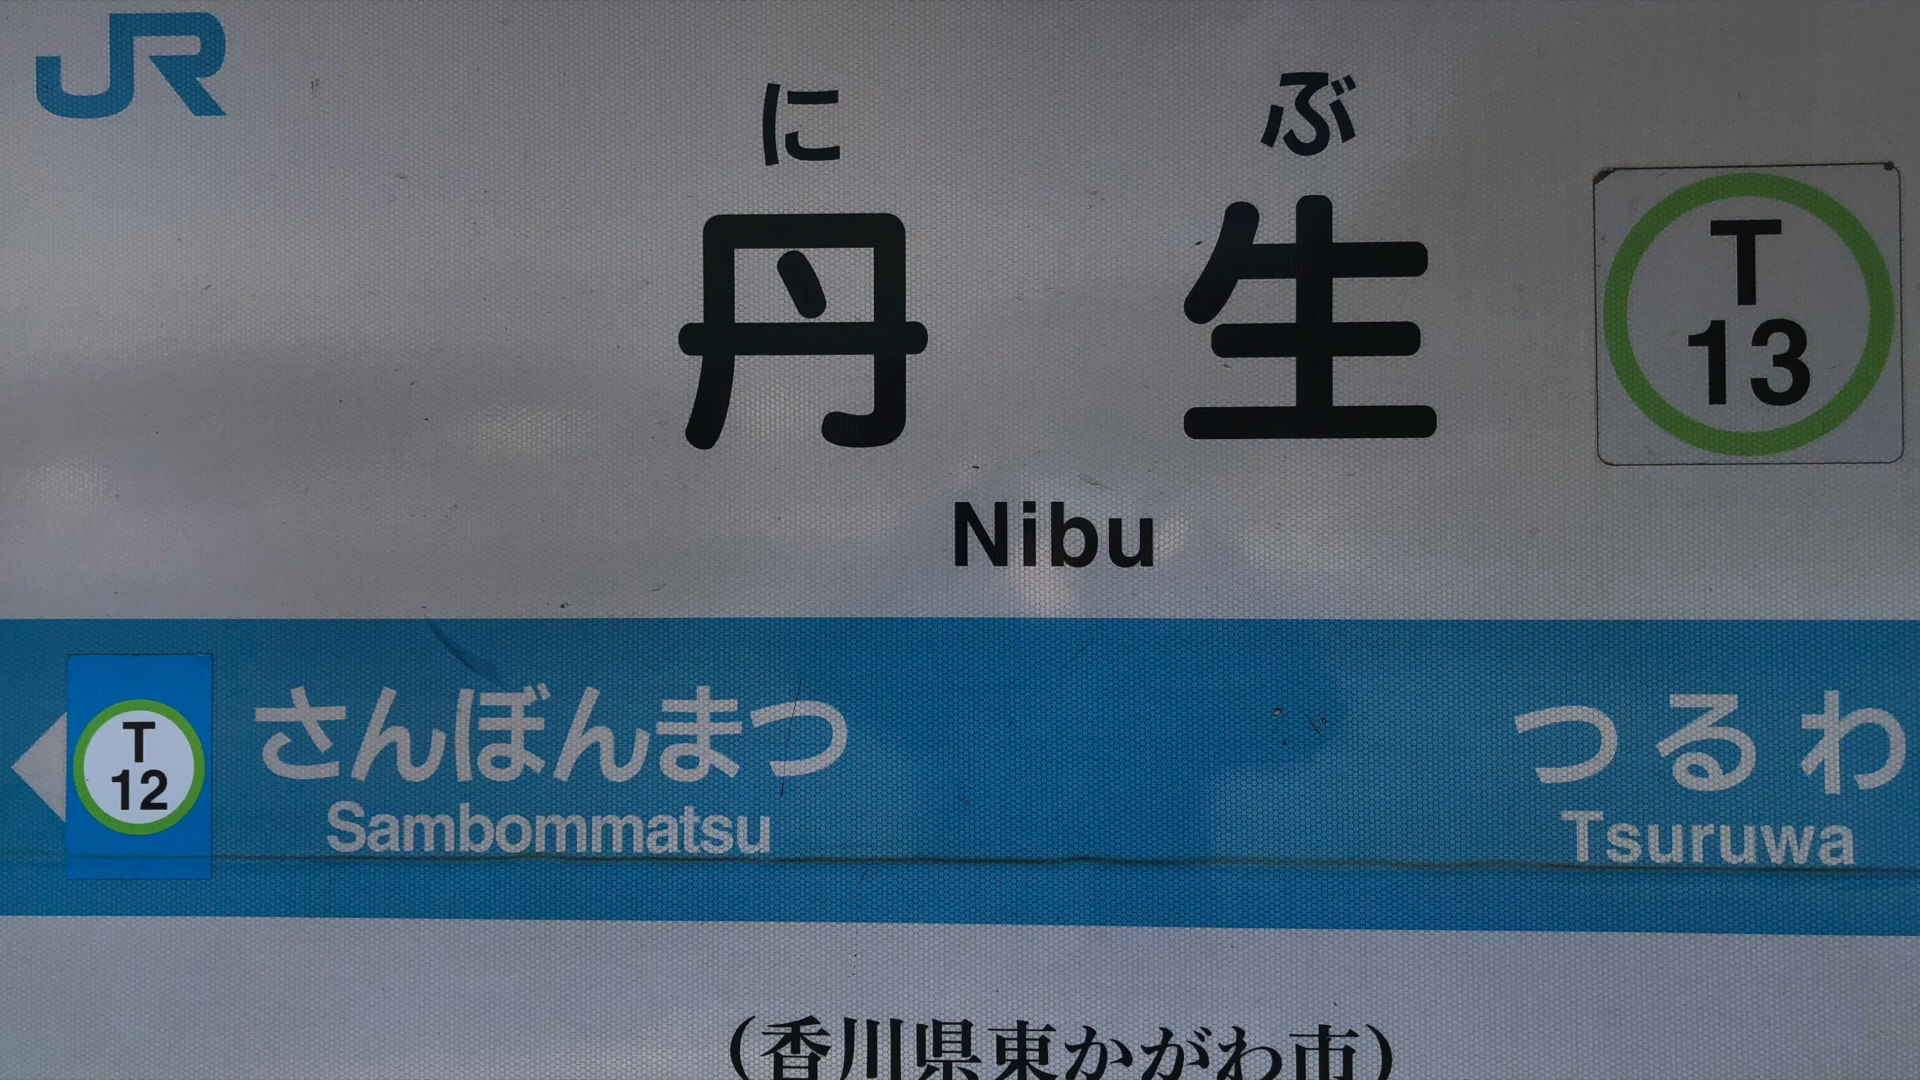 JR
に ぶ
丹 生
T
13
Nibu
T
12
さんぼんまつ
Sambommatsu
つるわ
Tsuruwa
(香川県東かがわ市)